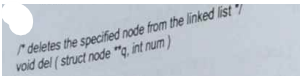 /* deletes the specified node from the linked list */
void del ( struct node **q, int num )